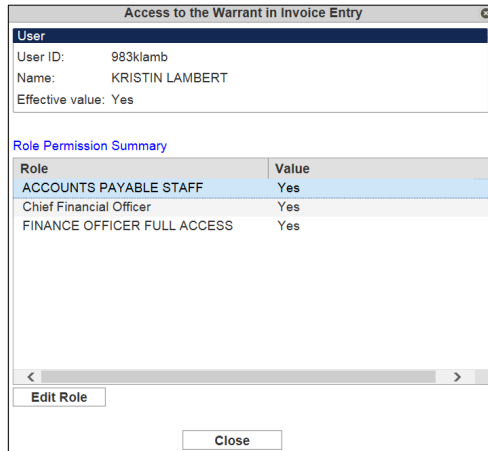 Access to the Warrant in Invoice Entry
User
User ID: 983klamb
Name: KRISTIN LAMBERT
Effective value: Yes
Role Permission Summary
Role Value
ACCOUNTS PAYABLE STAFF Yes
Chief Financial Officer Yes
FINANCE OFFICER FULL ACCESS Yes
Edit Role
Close